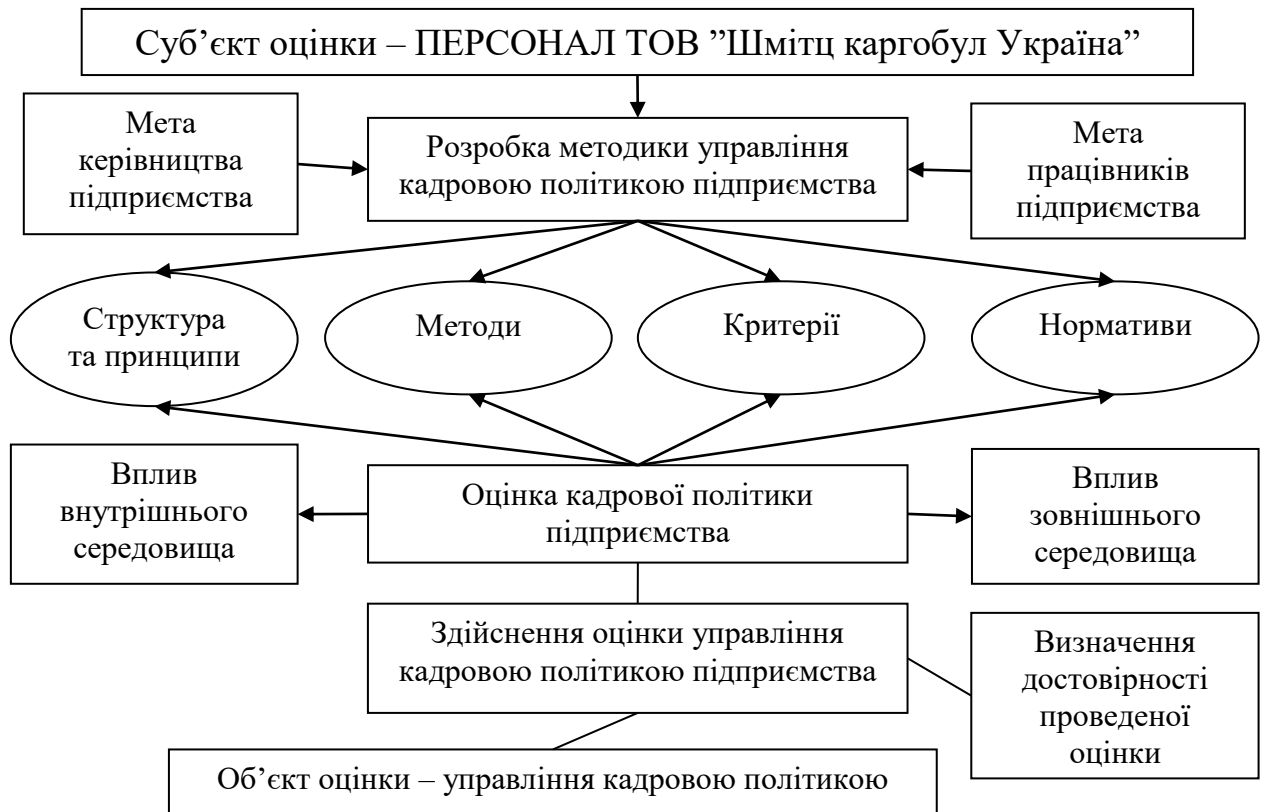 Суб’єкт оцінки – ПЕРСОНАЛ ТОВ ”Шмітц каргобул Україна”
Мета
керівництва
підприємства
Розробка методики управління
кадровою політикою підприємства
Мета
працівників
підприємства
Структура
та принципи
Методи
Критерії
Нормативи
Вплив
внутрішнього
середовища
Оцінка кадрової політики
підприємства
Вплив
зовнішнього
середовища
Здійснення оцінки управління
кадровою політикою підприємства
Визначення
достовірності
проведеної
оцінки
Об’єкт оцінки – управління кадровою політикою